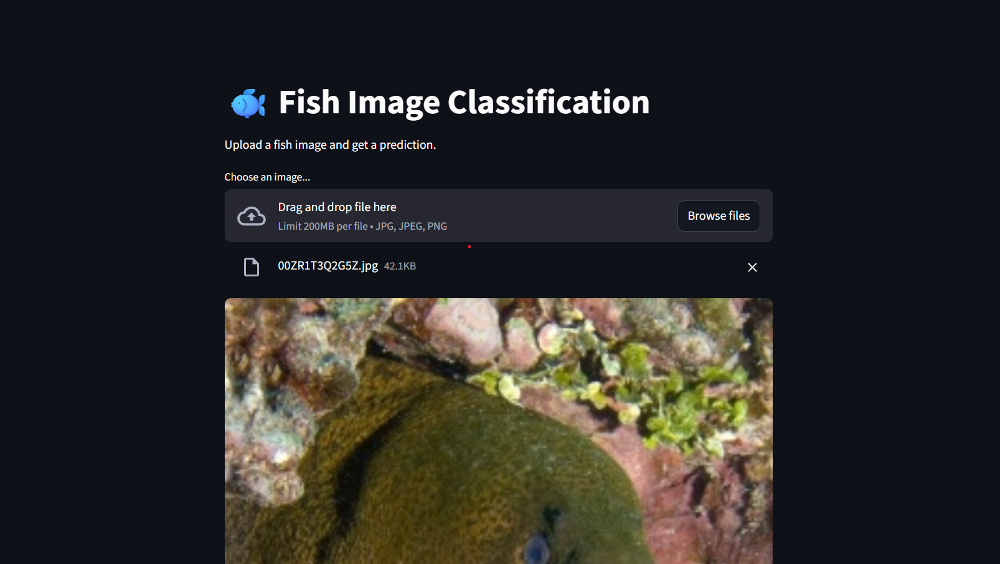 Fish Image Classification
Upload a fish image and get a prediction.
Choose an image...
Drag and drop file here
Limit 200MB per file • JPG, JPEG, PNG
Browse files
00ZR1T3Q2G5Z.jpg 42.1KB